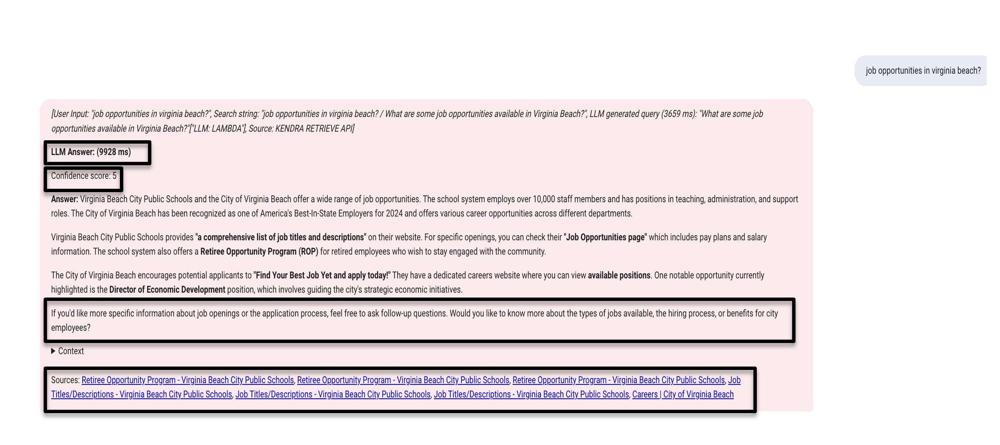 job opportunities in virginia beach?
[User Input: "job opportunities in virginia beach?", Search string: "job opportunities in virginia beach? / What are some job opportunities available in Virginia Beach?", LLM generated query (3659 ms): "What are some job
opportunities available in Virginia Beach?"["LLM: LAMBDA"], Source: KENDRA RETRIEVE API]
LLM Answer: (9928 ms)
Confidence score: 5
Answer: Virginia Beach City Public Schools and the City of Virginia Beach offer a wide range of job opportunities. The school system employs over 10,000 staff members and has positions in teaching, administration, and support
roles. The City of Virginia Beach has been recognized as one of America's Best-In-State Employers for 2024 and offers various career opportunities across different departments.
Virginia Beach City Public Schools provides "a comprehensive list of job titles and descriptions" on their website. For specific openings, you can check their "Job Opportunities page" which includes pay plans and salary
information. The school system also offers a Retiree Opportunity Program (ROP) for retired employees who wish to stay engaged with the community.
The City of Virginia Beach encourages potential applicants to "Find Your Best Job Yet and apply today!" They have a dedicated careers website where you can view available positions. One notable opportunity currently
highlighted is the Director of Economic Development position, which involves guiding the city's strategic economic initiatives.
If you'd like more specific information about job openings or the application process, feel free to ask follow-up questions. Would you like to know more about the types of jobs available, the hiring process, or benefits for city
employees?
Context
Sources: Retiree Opportunity Program - Virginia Beach City Public Schools, Retiree Opportunity Program - Virginia Beach City Public Schools, Retiree Opportunity Program - Virginia Beach City Public Schools, Job
Titles/Descriptions - Virginia Beach City Public Schools, Job Titles/Descriptions - Virginia Beach City Public Schools, Job Titles/Descriptions - Virginia Beach City Public Schools, Careers | City of Virginia Beach